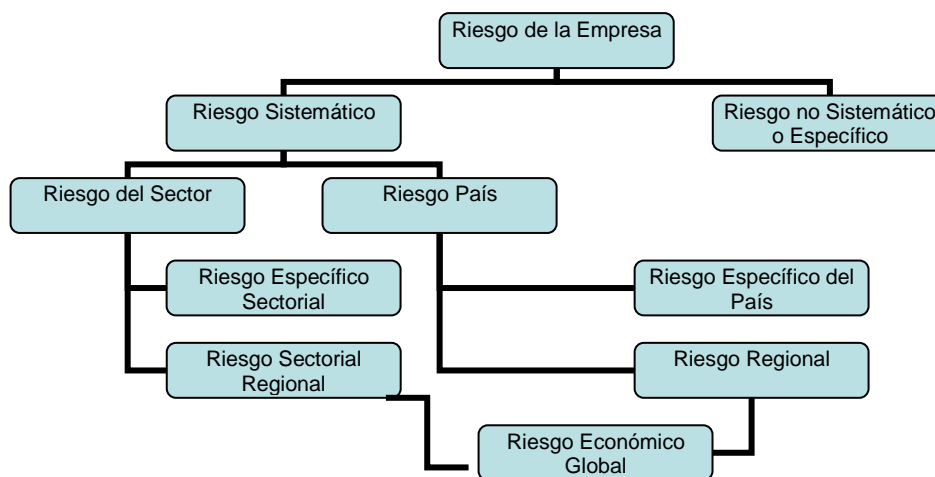 Riesgo de la Empresa
Riesgo Sistemático
Riesgo no Sistemático
o Específico
Riesgo del Sector
Riesgo País
Riesgo Específico
Sectorial
Riesgo Específico del
País
Riesgo Sectorial
Regional
Riesgo Regional
Riesgo Económico
Global